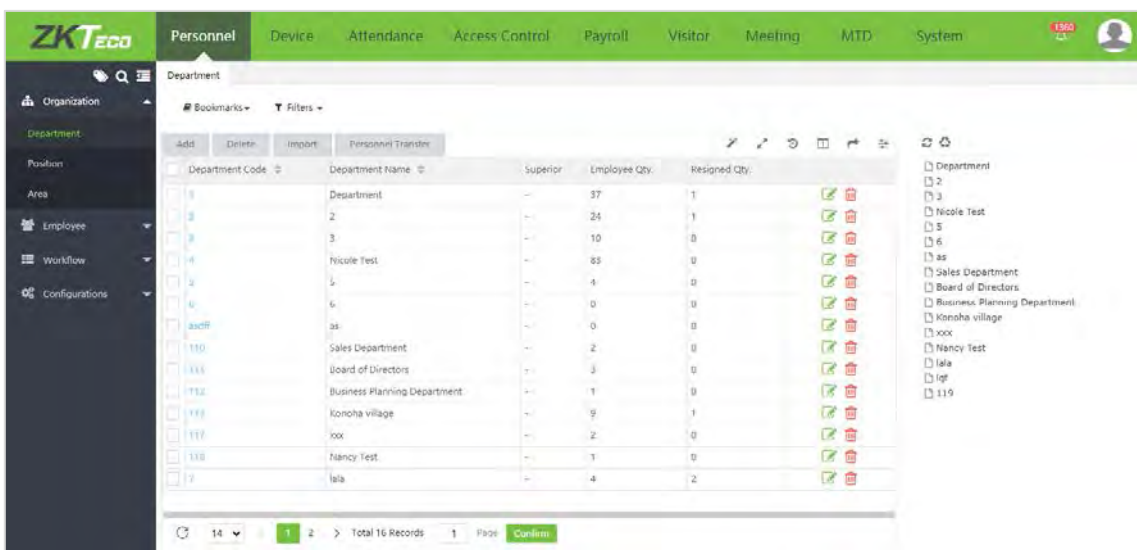 ZKTeco Personnel Device Attendance Access Control Payroll Visitor Meeting MTD System 1360
Department
Organization
Department
Position
Area
Employee
Workflow
Configurations
Bookmarks Filters
Add Delete Import Personnel Transfer
Department Code Department Name Superior Employee Qty. Resigned Qty.
Department -- 37 1
2 -- 24 1
3 -- 10 0
4 Nicole Test -- 83 0
5 5 -- 4 0
6 6 -- 0 0
as -- 0 0
110 Sales Department -- 2 0
111 Board of Directors -- 3 0
112 Business Planning Department -- 1 0
113 Konoha village -- 9 1
117 xxx -- 2 0
118 Nancy Test -- 1 0
7 lala -- 4 2
14 1 2 > Total 16 Records 1 Page Confirm
Department
2
3
Nicole Test
5
6
as
Sales Department
Board of Directors
Business Planning Department
Konoha village
xxx
Nancy Test
lala
119